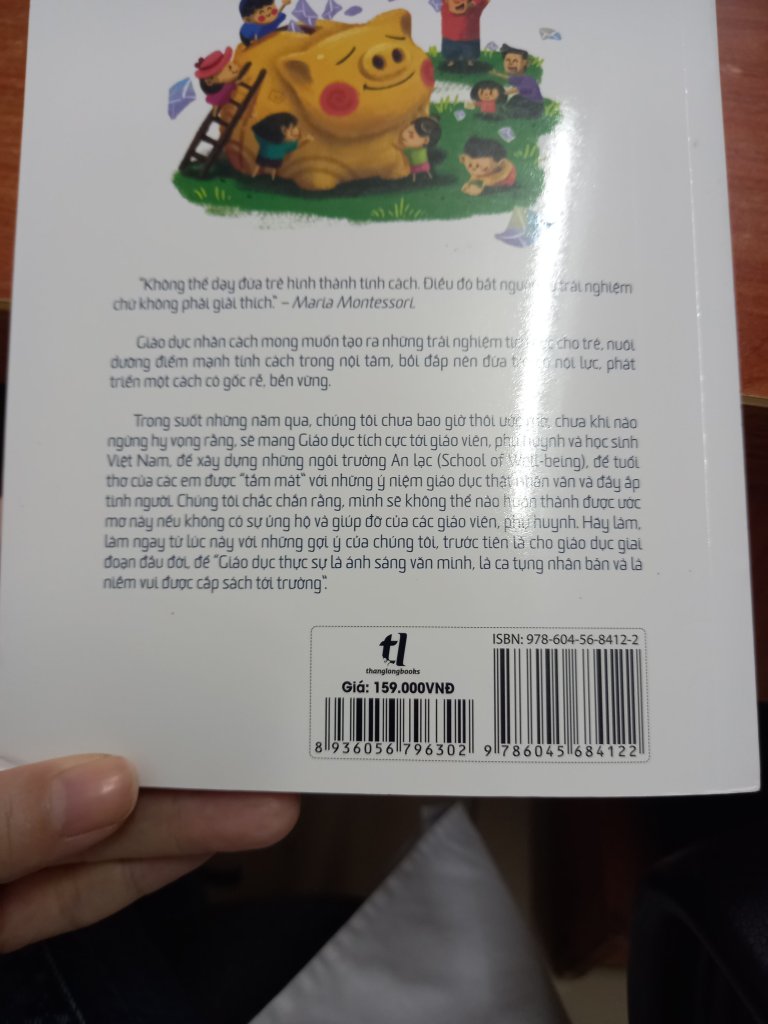 "Không thể dạy đứa trẻ hình thành tính cách. Điều đó bắt trải nghiệm
chứ không phải giải thích." – Maria Montessori.
Giáo dục nhân cách mong muốn tạo ra những trải nghiệm cho trẻ, nuôi
dưỡng điểm mạnh tính cách trong nội tâm, bồi đắp nên đứa nội lực, phát
triển một cách có gốc rễ, bền vững.
Trong suốt những năm qua, chúng tôi chưa bao giờ thôi ước mơ, chưa khi nào
ngừng hy vọng rằng, sẽ mang Giáo dục tích cực tới giáo viên, phụ huynh và học sinh
Việt Nam, để xây dựng những ngôi trường An lạc (School of Well-being), để tuổi
thơ của các em được "tắm mát" với những ý niệm giáo dục thật nhân văn và đầy ắp
tình người. Chúng tôi chắc chắn rằng, mình sẽ không thể nào hoàn thành được ước
mơ này nếu không có sự ủng hộ và giúp đỡ của các giáo viên, phụ huynh. Hãy làm,
làm ngay từ lúc này với những gợi ý của chúng tôi, trước tiên là cho giáo dục giai
đoạn đầu đời, để "Giáo dục thực sự là ánh sáng văn minh, là ca tụng nhân bản và là
niềm vui được cắp sách tới trường".
tl
thanglongbooks
Giá: 159.000VNĐ
8 936056 796302
ISBN: 978-604-56-8412-2
9 786045 684122